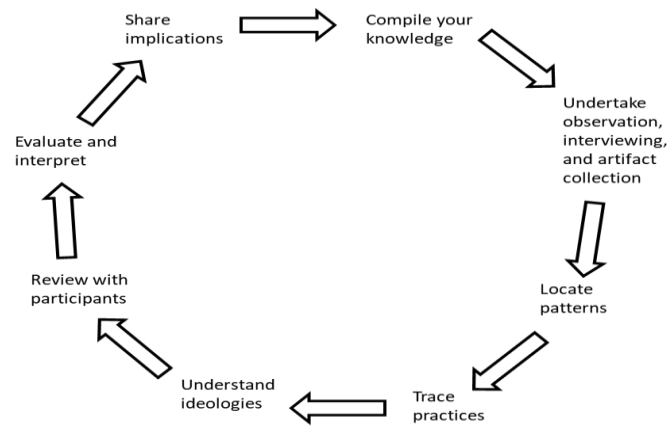 Share
implications
Compile your
knowledge
Undertake
observation,
interviewing,
and artifact
collection
Locate
patterns
Trace
practices
Understand
ideologies
Review with
participants
Evaluate and
interpret